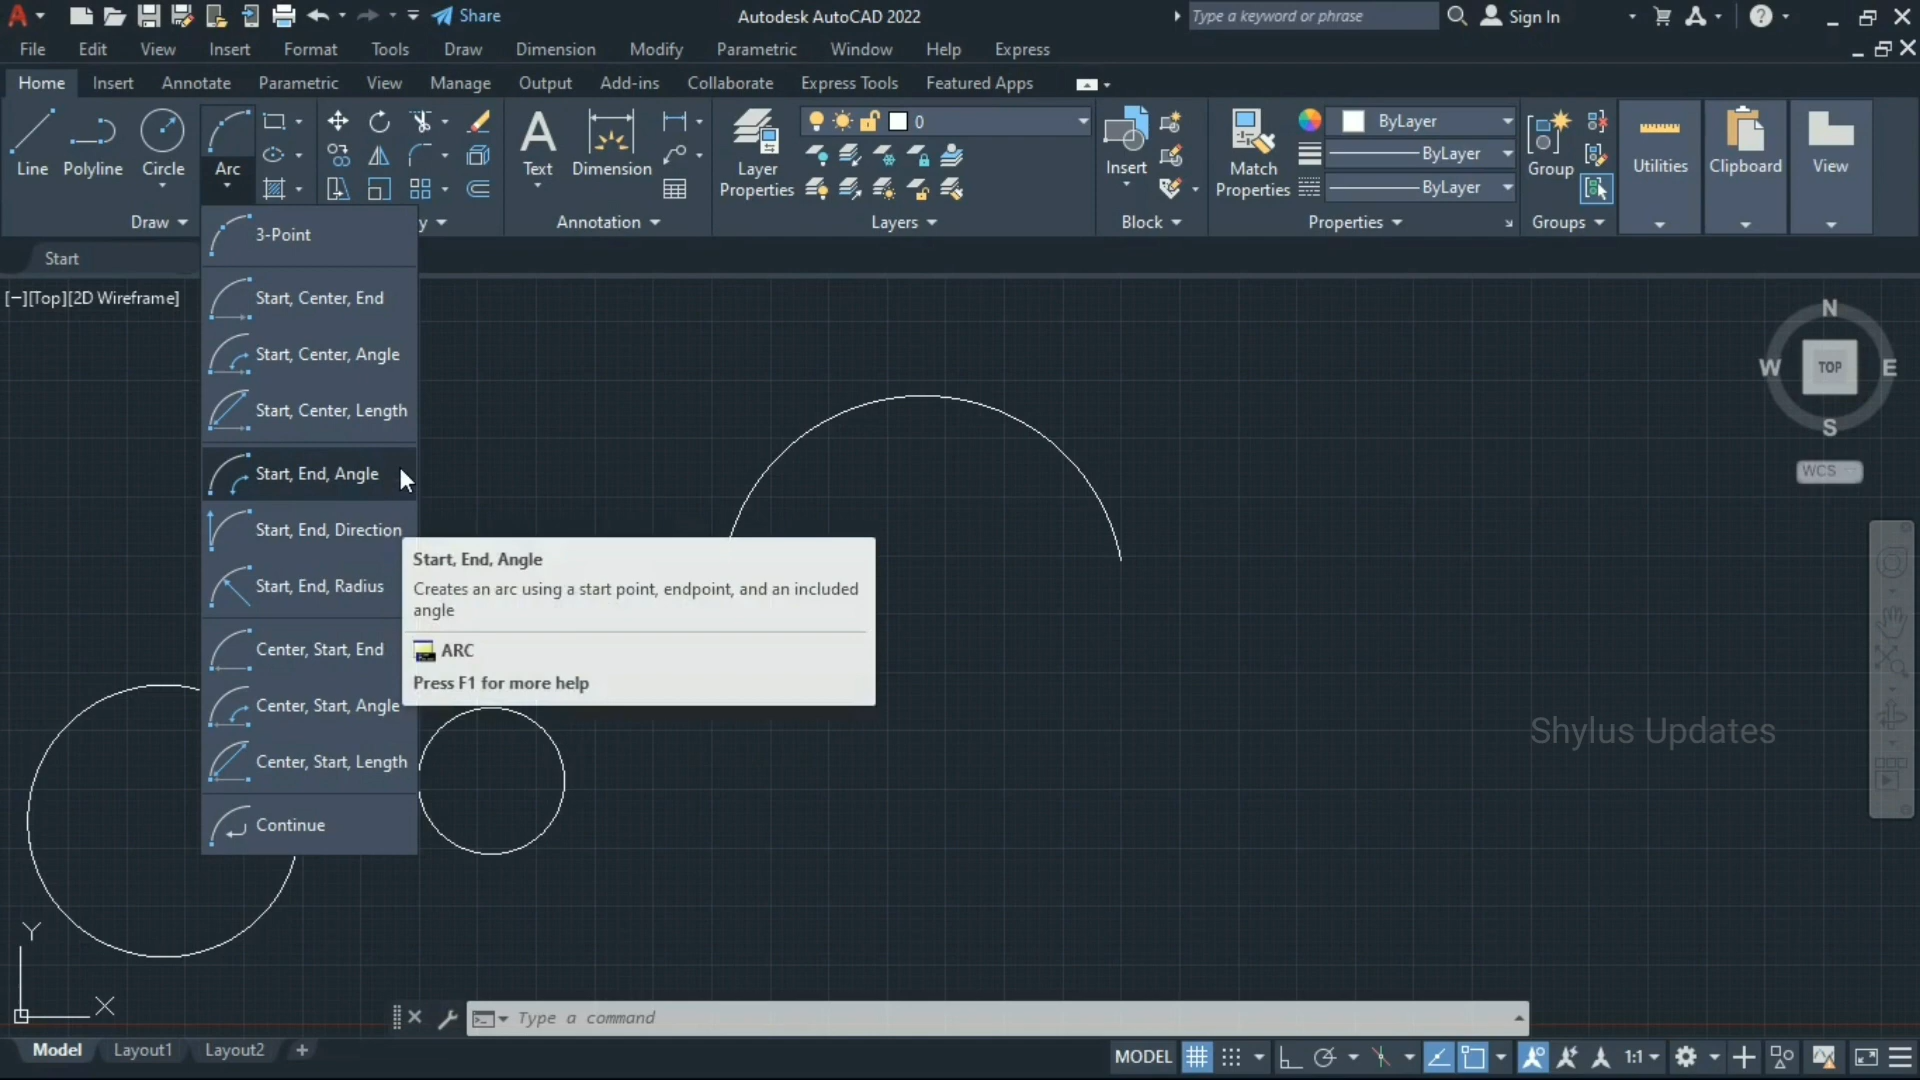 Share
Autodesk AutoCAD 2022
Type a keyword or phrase
Sign In
File Edit View Insert Format Tools Draw Dimension Modify Parametric Window Help Express
Home Insert Annotate Parametric View Manage Output Add-ins Collaborate Express Tools Featured Apps
0
ByLayer
ByLayer
ByLayer
Line
Polyline
Circle
Arc
Text
Dimension
Layer
Properties
Insert
Match
Properties
Group
Utilities
Clipboard
View
Draw
y
Annotation
Layers
Block
Properties
Groups
Start
[−][Top][2D Wireframe]
3-Point
Start, Center, End
Start, Center, Angle
Start, Center, Length
Start, End, Angle
Start, End, Direction
Start, End, Radius
Center, Start, End
Center, Start, Angle
Center, Start, Length
Continue
Start, End, Angle
Creates an arc using a start point, endpoint, and an included
angle
ARC
Press F1 for more help
N
W
TOP
E
S
WCS
Shylus Updates
Y
X
Type a command
Model Layout1 Layout2
MODEL
1:1